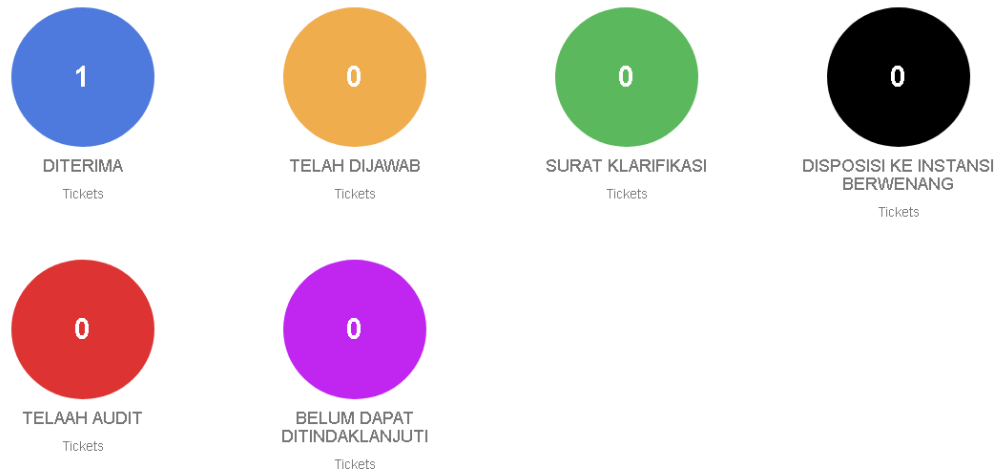 1
0
0
0
DITERIMA
TELAH DIJAWAB
SURAT KLARIFIKASI
DISPOSISI KE INSTANSI
BERWENANG
Tickets
Tickets
Tickets
Tickets
0
0
TELAAH AUDIT
BELUM DAPAT
DITINDAKLANJUTI
Tickets
Tickets